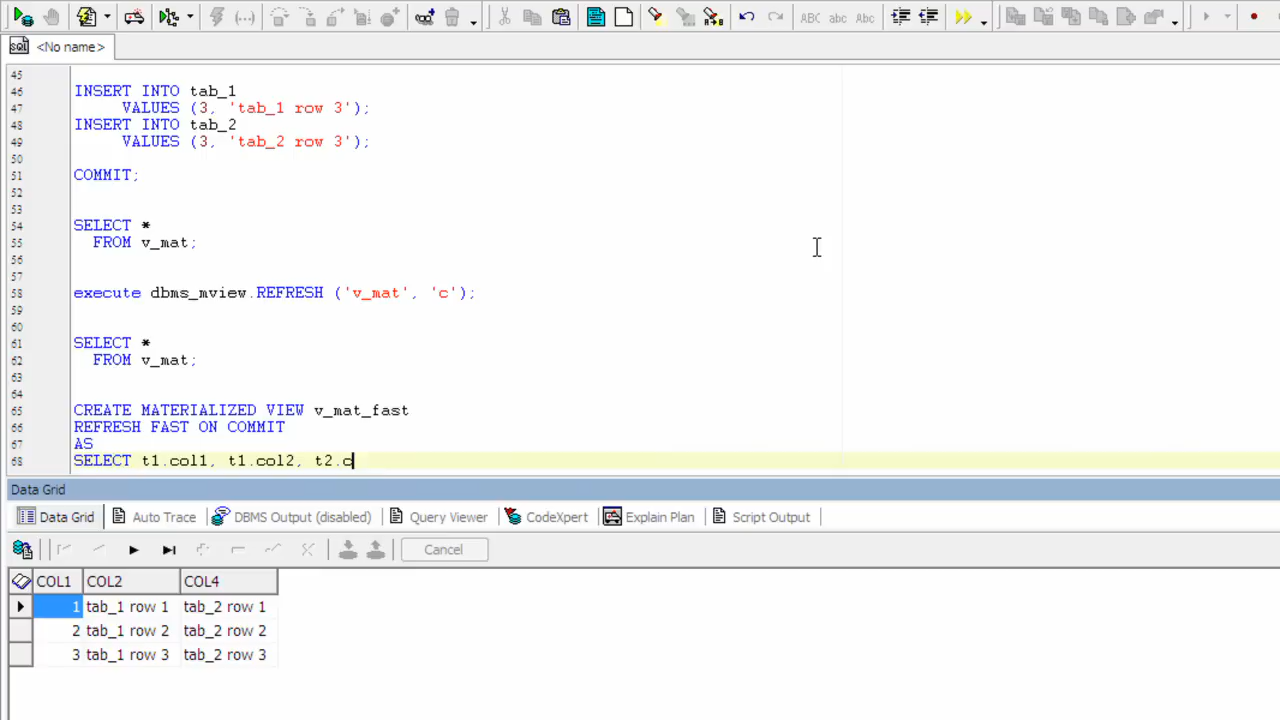 ABC abc Abc
SQL <No name>
45
46 INSERT INTO tab_1
47 VALUES (3, 'tab_1 row 3');
48 INSERT INTO tab_2
49 VALUES (3, 'tab_2 row 3');
50
51 COMMIT;
52
53
54 SELECT *
55 FROM v_mat;
56
57
58 execute dbms_mview.REFRESH ('v_mat', 'c');
59
60
61 SELECT *
62 FROM v_mat;
63
64
65 CREATE MATERIALIZED VIEW v_mat_fast
66 REFRESH FAST ON COMMIT
67 AS
68 SELECT t1.col1, t1.col2, t2.c
Data Grid
Data Grid Auto Trace DBMS Output (disabled) Query Viewer CodeXpert Explain Plan Script Output
Cancel
COL1 COL2 COL4
1 tab_1 row 1 tab_2 row 1
2 tab_1 row 2 tab_2 row 2
3 tab_1 row 3 tab_2 row 3